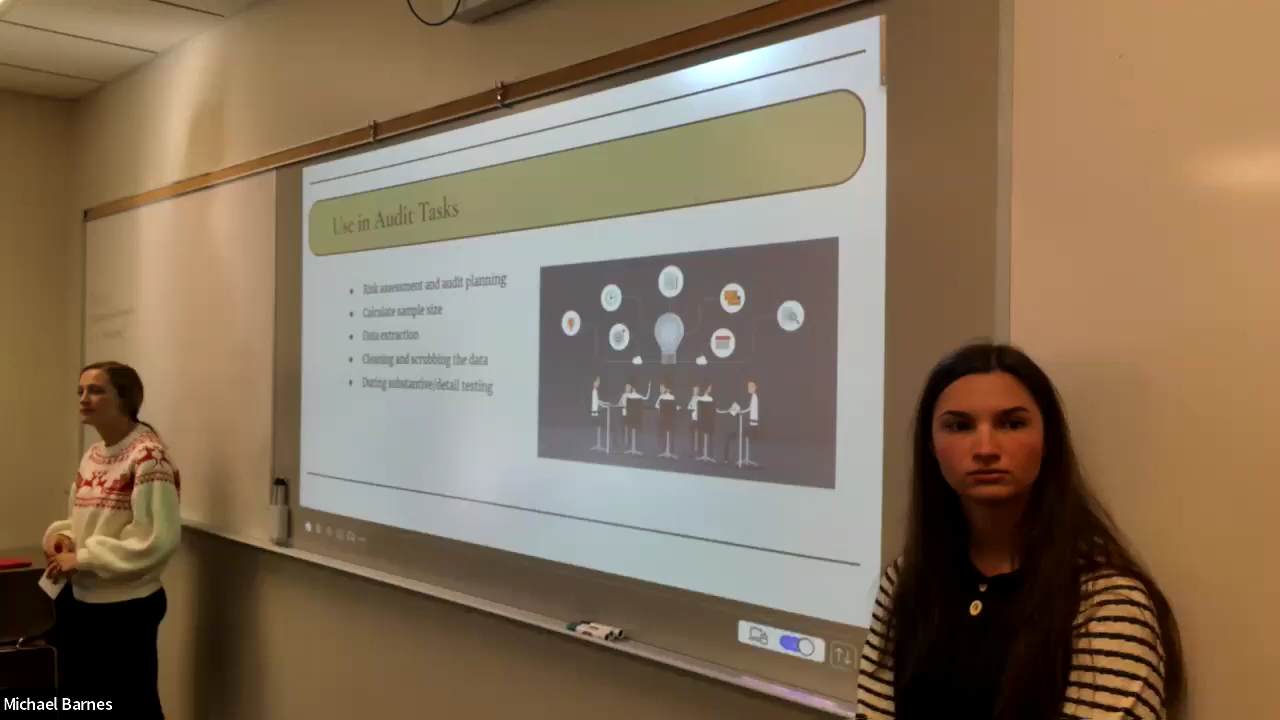 Use in Audit Tasks
Risk assessment and audit planning
Calculate sample size
Data extraction
Cleaning and scrubbing the data
During substantive/detail testing
Michael Barnes